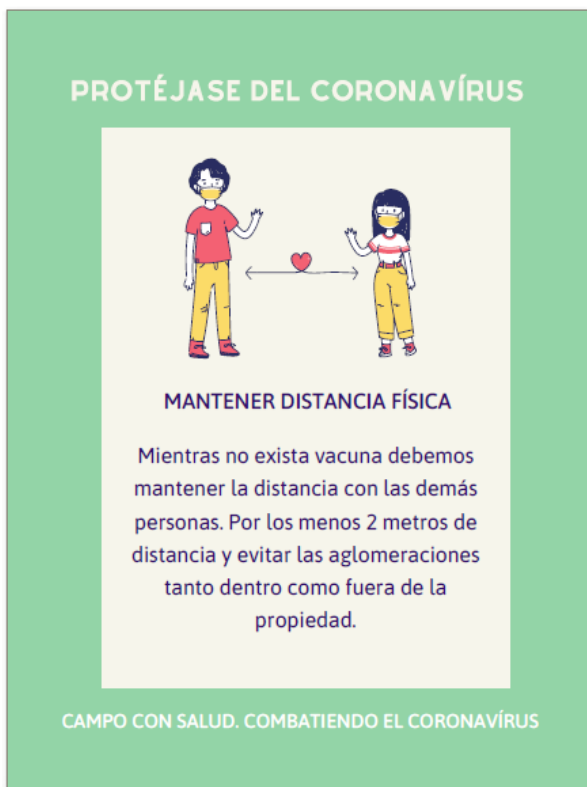 PROTÉJASE DEL CORONAVÍRUS
MANTENER DISTANCIA FÍSICA
Mientras no exista vacuna debemos
mantener la distancia con las demás
personas. Por los menos 2 metros de
distancia y evitar las aglomeraciones
tanto dentro como fuera de la
propiedad.
CAMPO CON SALUD. COMBATIENDO EL CORONAVÍRUS